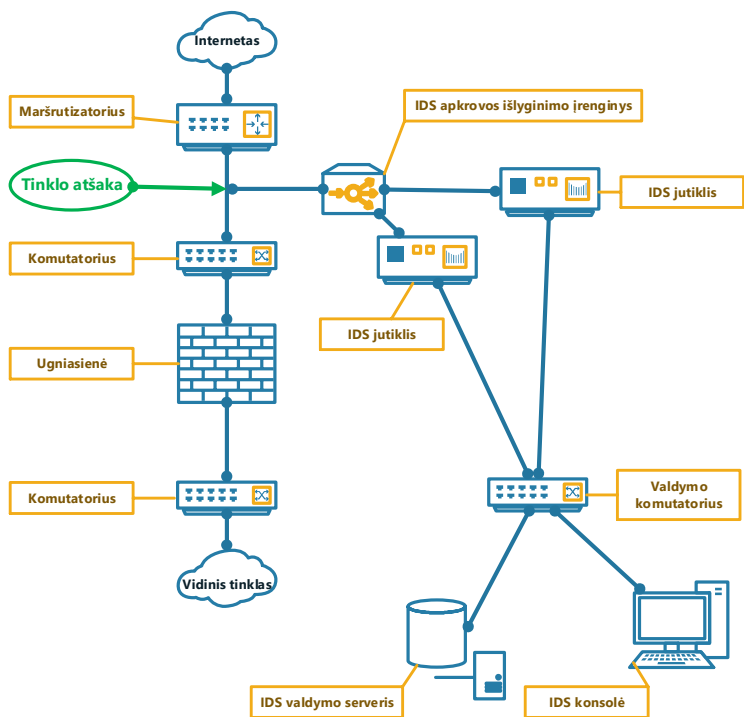 Internetas
Maršrutizatorius
IDS apkrovos išlyginimo įrenginys
Tinklo atšaka
IDS jutiklis
Komutatorius
IDS jutiklis
Ugniasienė
Komutatorius
Valdymo
komutatorius
Vidinis tinklas
IDS valdymo serveris
IDS konsolė